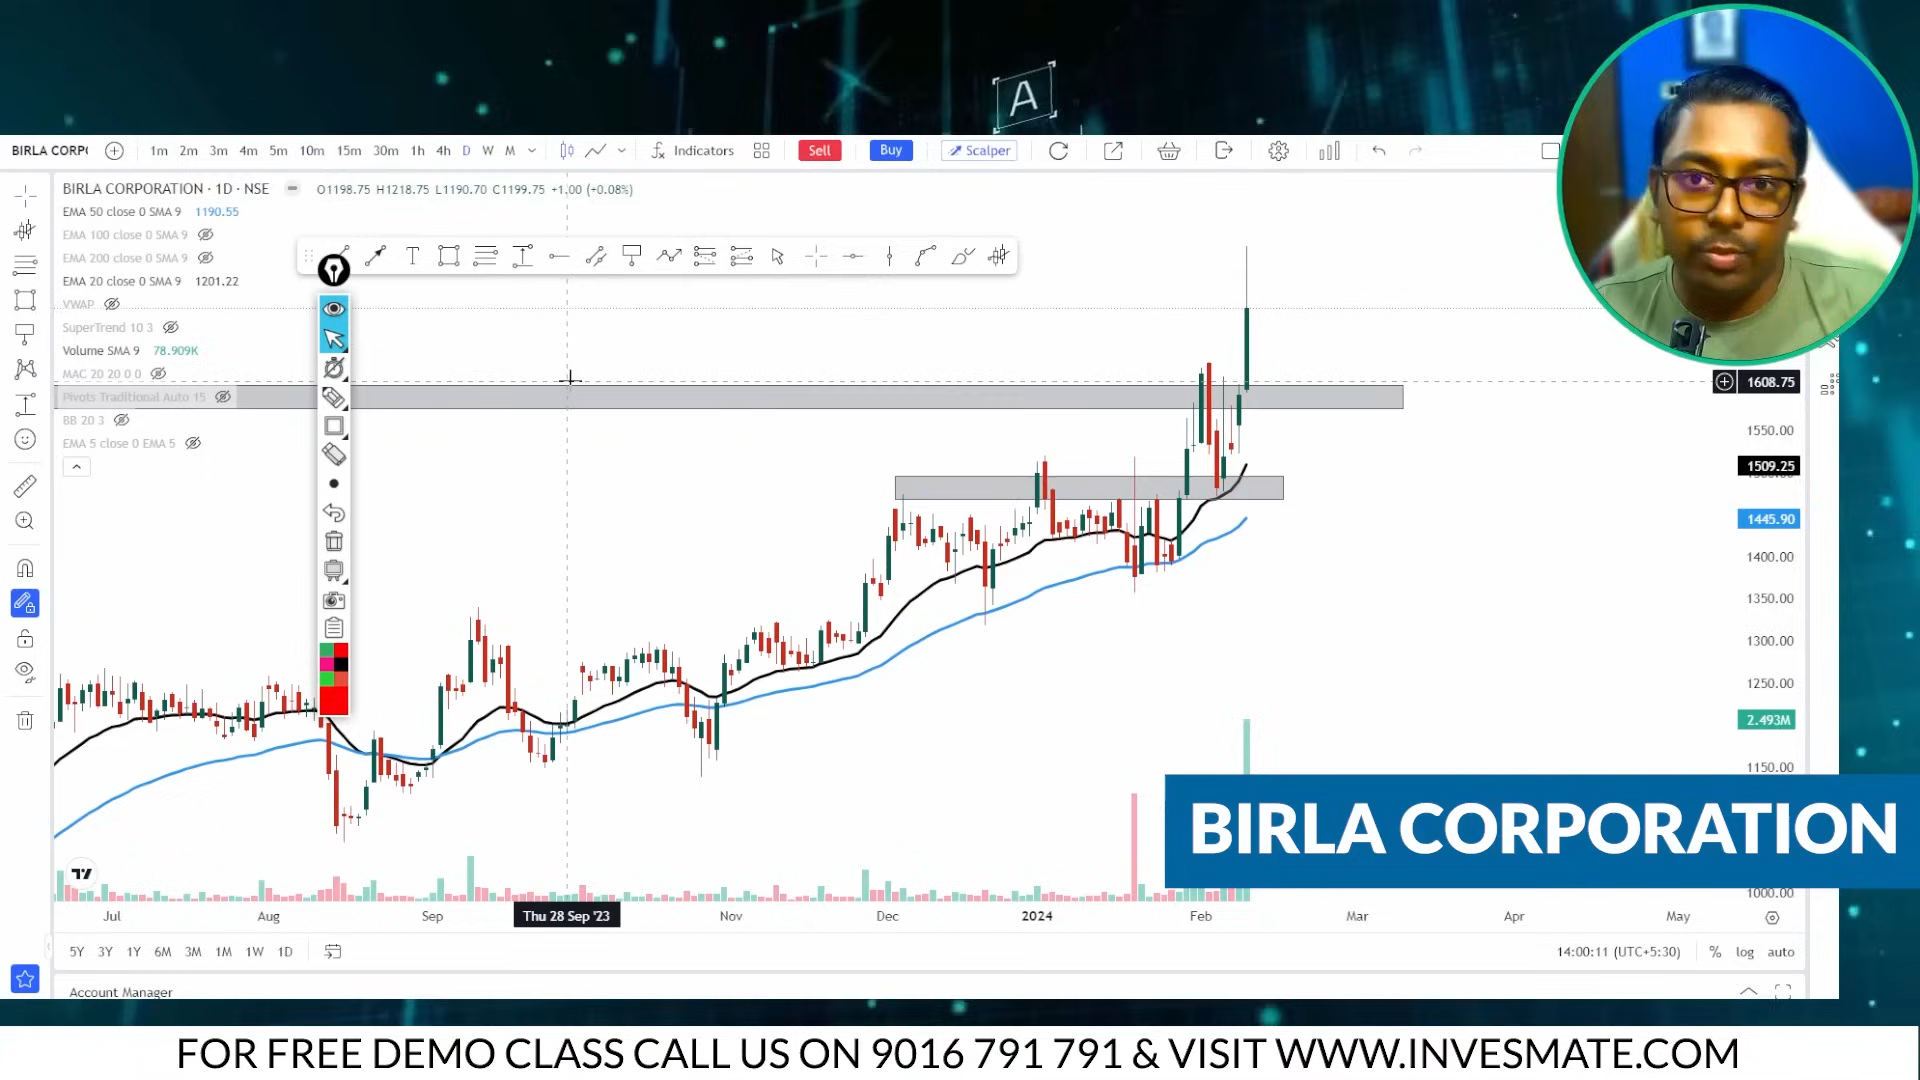 A
BIRLA CORP
1m 2m 3m 4m 5m 10m 15m 30m 1h 4h D W M Indicators Sell Buy Scalper
BIRLA CORPORATION · 1D · NSE O1198.75 H1218.75 L1190.70 C1199.75 +1.00 (+0.08%)
EMA 50 close 0 SMA 9 1190.55
EMA 100 close 0 SMA 9
EMA 200 close 0 SMA 9
EMA 20 close 0 SMA 9 1201.22
VWAP
SuperTrend 10 3
Volume SMA 9 78.909K
MAC 20 20 0 0
Pivots Traditional Auto 15
BB 20 3
EMA 5 close 0 EMA 5
T
1608.75
1550.00
1509.25
1445.90
1400.00
1350.00
1300.00
1250.00
2.493M
1150.00
1000.00
BIRLA CORPORATION
Jul Aug Sep Thu 28 Sep '23 Nov Dec 2024 Feb Mar Apr May
5Y 3Y 1Y 6M 3M 1M 1W 1D 14:00:11 (UTC+5:30) % log auto
Account Manager
FOR FREE DEMO CLASS CALL US ON 9016 791 791 & VISIT WWW.INVESMATE.COM